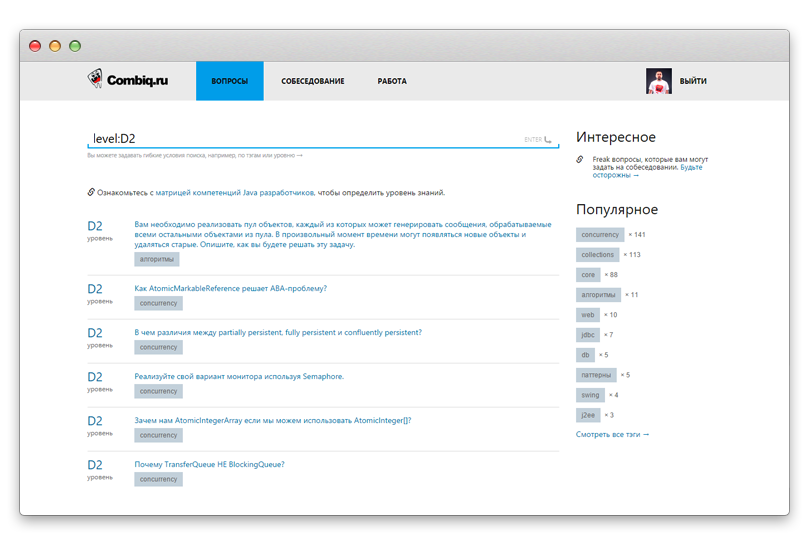 Combiq.ru
ВОПРОСЫ
СОБЕСЕДОВАНИЕ
РАБОТА
ВЫЙТИ
level:D2
ENTER
Вы можете задавать гибкие условия поиска, например, по тэгам или уровню →
Ознакомьтесь с матрицей компетенций Java разработчиков, чтобы определить уровень знаний.
D2
уровень
Вам необходимо реализовать пул объектов, каждый из которых может генерировать сообщения, обрабатываемые
всеми остальными объектами из пула. В произвольный момент времени могут появляться новые объекты и
удаляться старые. Опишите, как вы будете решать эту задачу.
алгоритмы
D2
уровень
Как AtomicMarkableReference решает ABA-проблему?
concurrency
D2
уровень
В чем различия между partially persistent, fully persistent и confluently persistent?
concurrency
D2
уровень
Реализуйте свой вариант монитора используя Semaphore.
concurrency
D2
уровень
Зачем нам AtomicIntegerArray если мы можем использовать AtomicInteger[]?
concurrency
D2
уровень
Почему TransferQueue НЕ BlockingQueue?
concurrency
Интересное
Freak вопросы, которые вам могут
задать на собеседовании. Будьте
осторожны →
Популярное
concurrency × 141
collections × 113
core × 88
алгоритмы × 11
web × 10
jdbc × 7
db × 5
паттерны × 5
swing × 4
j2ee × 3
Смотреть все тэги →